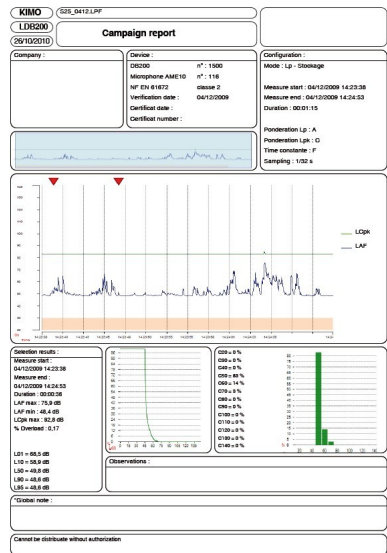 KIMO
S25_0412.LPF
LDB200
26/10/2010
Campaign report
Company :
Device :
DB200 n° : 1500
Microphone AME10 n° : 116
NF EN 61672 classe 2
Verification date : 04/12/2009
Certificat date :
Certificat number :
Configuration :
Mode : Lp - Stockage
Measure start : 04/12/2009 14:23:38
Measure end : 04/12/2009 14:24:53
Duration : 00:01:15
Ponderation Lp : A
Ponderation Lpk : C
Time constante : F
Sampling : 1/32 s
LCpk
LAF
Selection results :
Measure start :
04/12/2009 14:23:38
Measure end :
04/12/2009 14:24:53
Duration : 00:00:36
LAF max : 75,9 dB
LAF min : 48,4 dB
LCpk max : 82,8 dB
% Overload : 0,17
L01 = 68,5 dB
L10 = 58,9 dB
L50 = 49,8 dB
L90 = 48,6 dB
L95 = 48,6 dB
C20 = 0 %
C30 = 0 %
C40 = 0 %
C50 = 83 %
C60 = 14 %
C70 = 3 %
C80 = 0 %
C90 = 0 %
C100 = 0 %
C110 = 0 %
C120 = 0 %
C130 = 0 %
C140 = 0 %
Observations :
"Global note :
Cannot be distribuate without authorization